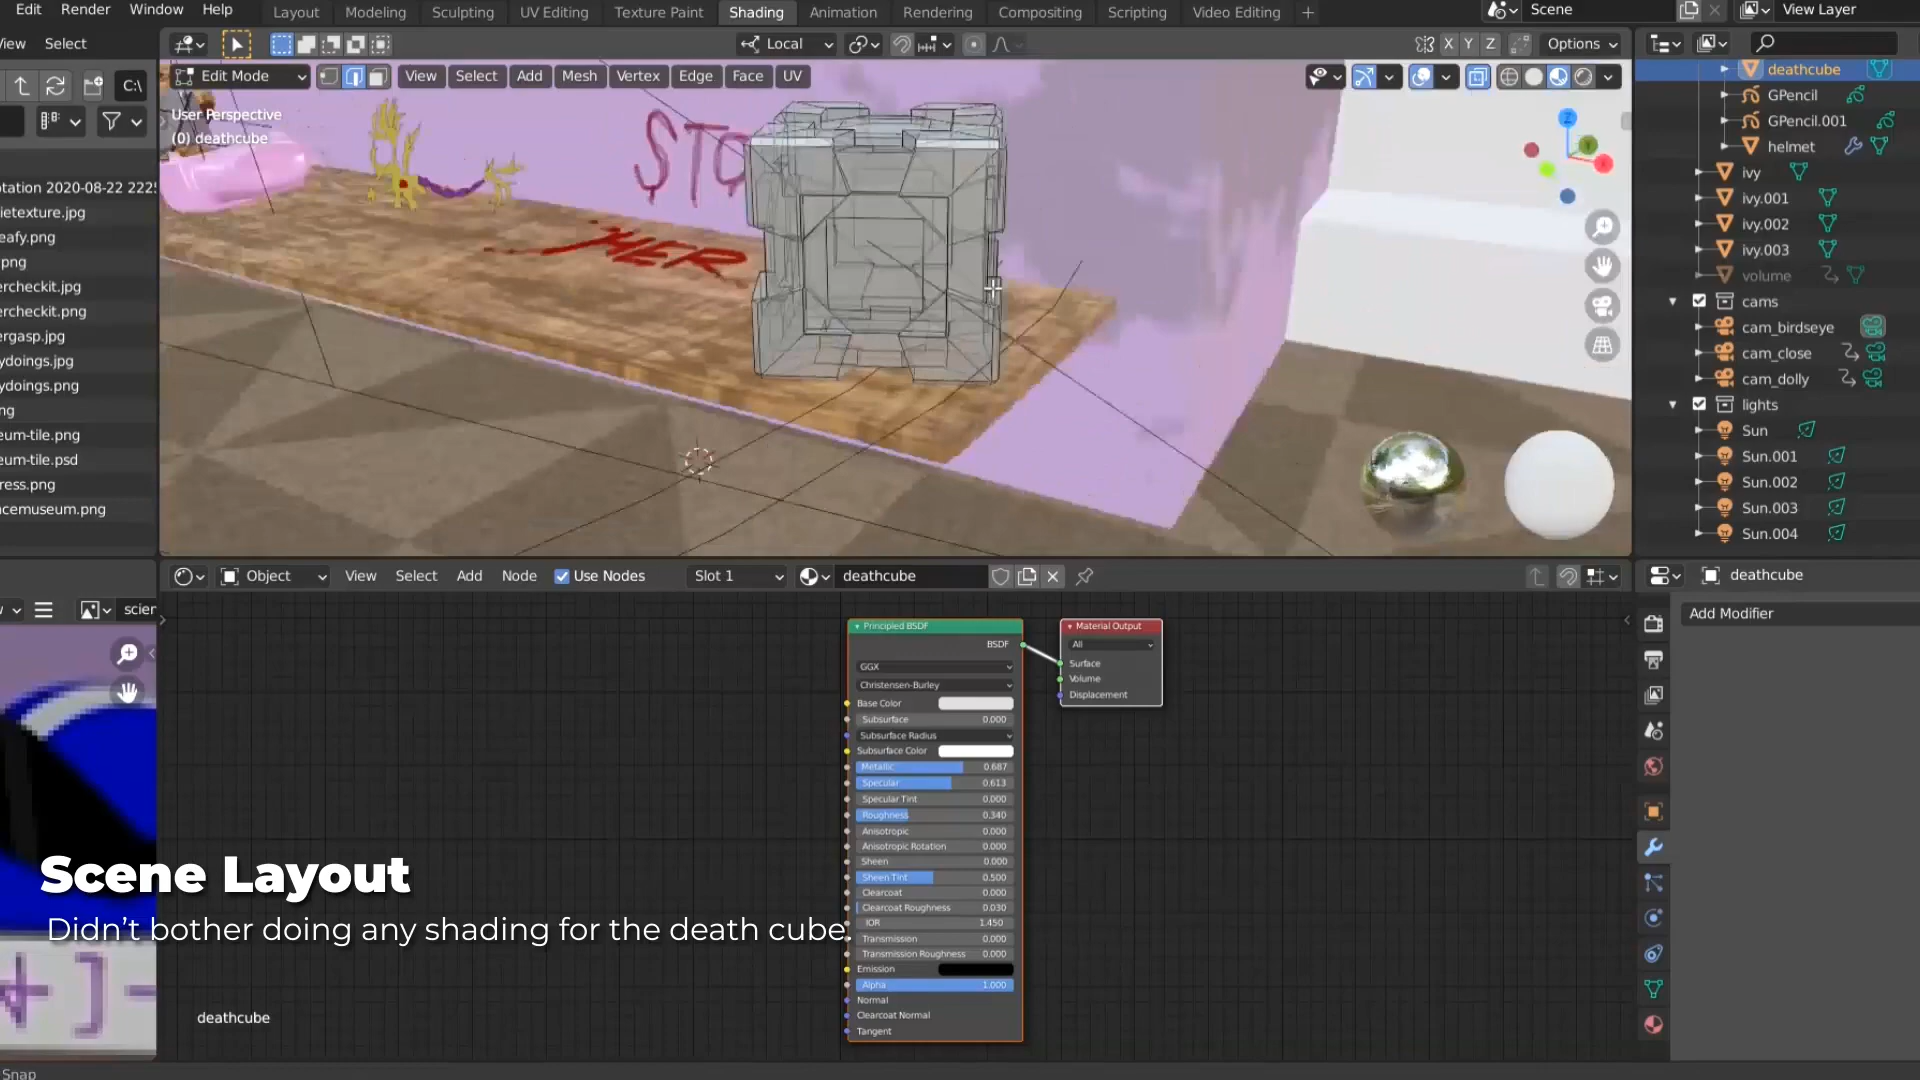 Edit Render Window Help Layout Modeling Sculpting UV Editing Texture Paint Shading Animation Rendering Compositing Scripting Video Editing + Scene View Layer
View Select Local X Y Z Options
Edit Mode View Select Add Mesh Vertex Edge Face UV
C:\
User Perspective
(0) deathcube
STO
HER
otation 2020-08-22 222
ietexture.jpg
eafy.png
png
ercheckit.jpg
ercheckit.png
ergasp.jpg
ydoings.jpg
ydoings.png
ng
eum-tile.png
eum-tile.psd
ress.png
acemuseum.png
Z
deathcube
GPencil
GPencil.001
helmet
ivy
ivy.001
ivy.002
ivy.003
volume
cams
cam_birdseye
cam_close
cam_dolly
lights
Sun
Sun.001
Sun.002
Sun.003
Sun.004
Object View Select Add Node Use Nodes Slot 1 deathcube
scier
deathcube
Add Modifier
Principled BSDF
BSDF
GGX
Christensen-Burley
Base Color
Subsurface 0.000
Subsurface Radius
Subsurface Color
Metallic 0.687
Specular 0.613
Specular Tint 0.000
Roughness 0.340
Anisotropic 0.000
Anisotropic Rotation 0.000
Sheen 0.000
Sheen Tint 0.500
Clearcoat 0.000
Clearcoat Roughness 0.030
IOR 1.450
Transmission 0.000
Transmission Roughness 0.000
Emission
Alpha 1.000
Normal
Clearcoat Normal
Tangent
Material Output
All
Surface
Volume
Displacement
Scene Layout
Didn't bother doing any shading for the death cube
deathcube
Snap